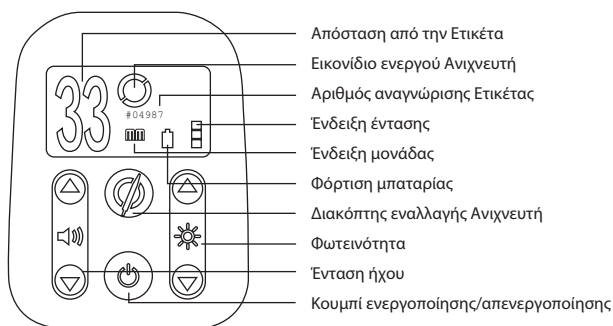 33
#04987
mm
Απόσταση από την Ετικέτα
Εικονίδιο ενεργού Ανιχνευτή
Αριθμός αναγνώρισης Ετικέτας
Ένδειξη έντασης
Ένδειξη μονάδας
Φόρτιση μπαταρίας
Διακόπτης εναλλαγής Ανιχνευτή
Φωτεινότητα
Ένταση ήχου
Κουμπί ενεργοποίησης/απενεργοποίησης